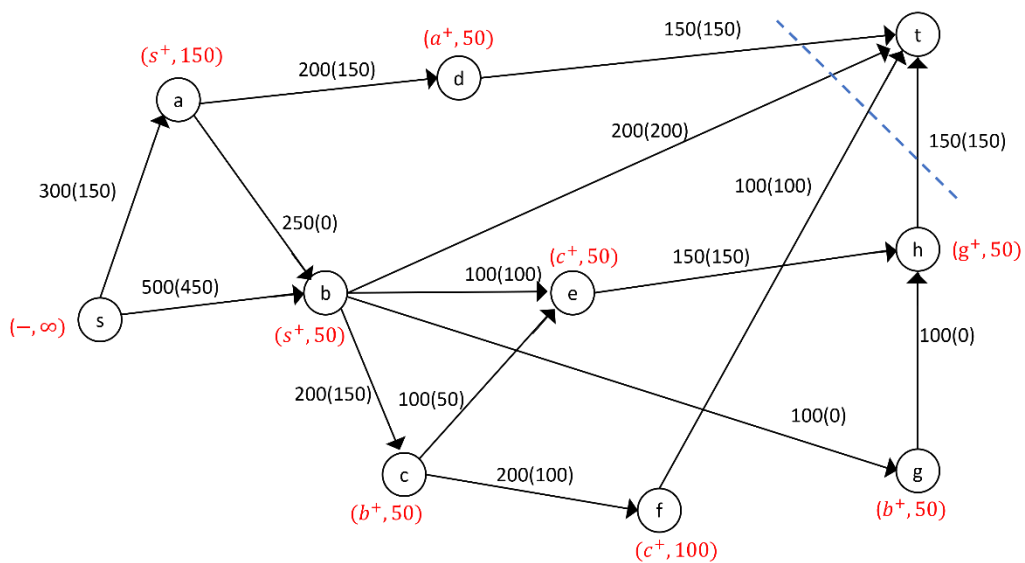 t
150(150)
(a⁺, 50)
(s⁺, 150)
d
200(150)
a
200(200)
150(150)
100(100)
300(150)
250(0)
(c⁺, 50)
150(150)
h
(g⁺, 50)
100(100)
e
500(450)
b
s
(−, ∞)
(s⁺, 50)
100(0)
200(150)
100(50)
100(0)
c
200(100)
g
(b⁺, 50)
f
(b⁺, 50)
(c⁺, 100)